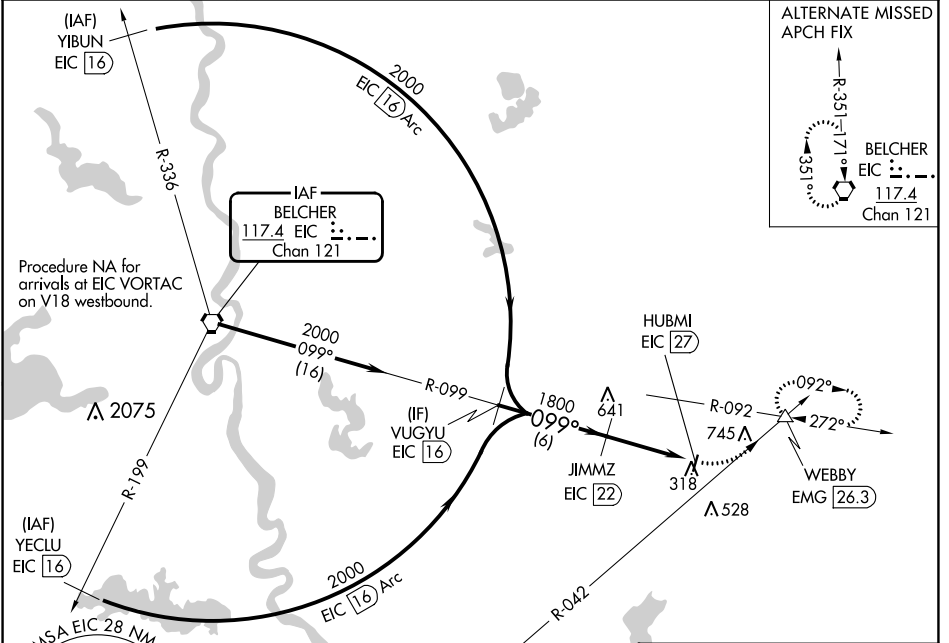 (IAF)
YIBUN
EIC 16
2000
EIC 16 Arc
R-336
IAF
BELCHER
117.4 EIC
Chan 121
Procedure NA for
arrivals at EIC VORTAC
on V18 westbound.
2000
099°
(16)
R-099
(IF)
VUGYU
EIC 16
1800
099°
(6)
641
JIMMZ
EIC 22
HUBMI
EIC 27
R-092
745
092°
272°
318
528
WEBBY
EMG 26.3
R-042
2075
R-199
(IAF)
YECLU
EIC 16
2000
EIC 16 Arc
MSA EIC 28 NM
ALTERNATE MISSED
APCH FIX
R-351
171°
351°
BELCHER
EIC
117.4
Chan 121